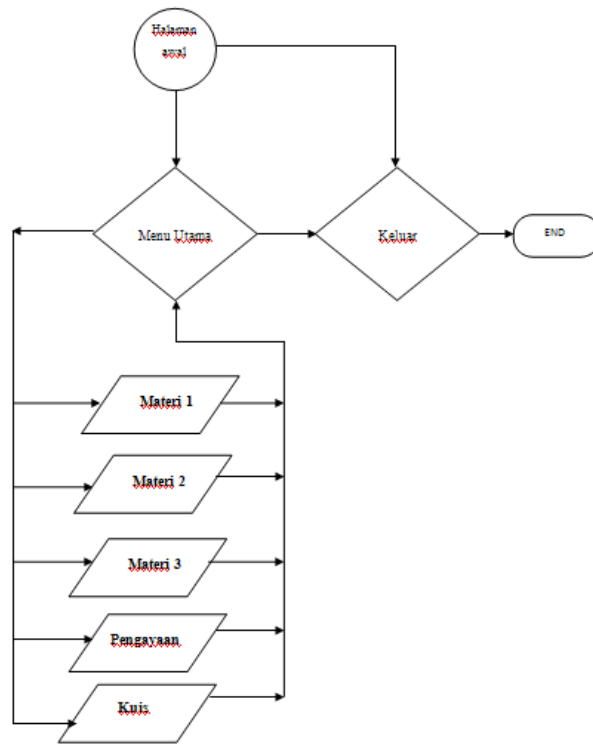 Halaman
awal
Menu Utama
Keluar
END
Materi 1
Materi 2
Materi 3
Pengayaan
Kuis